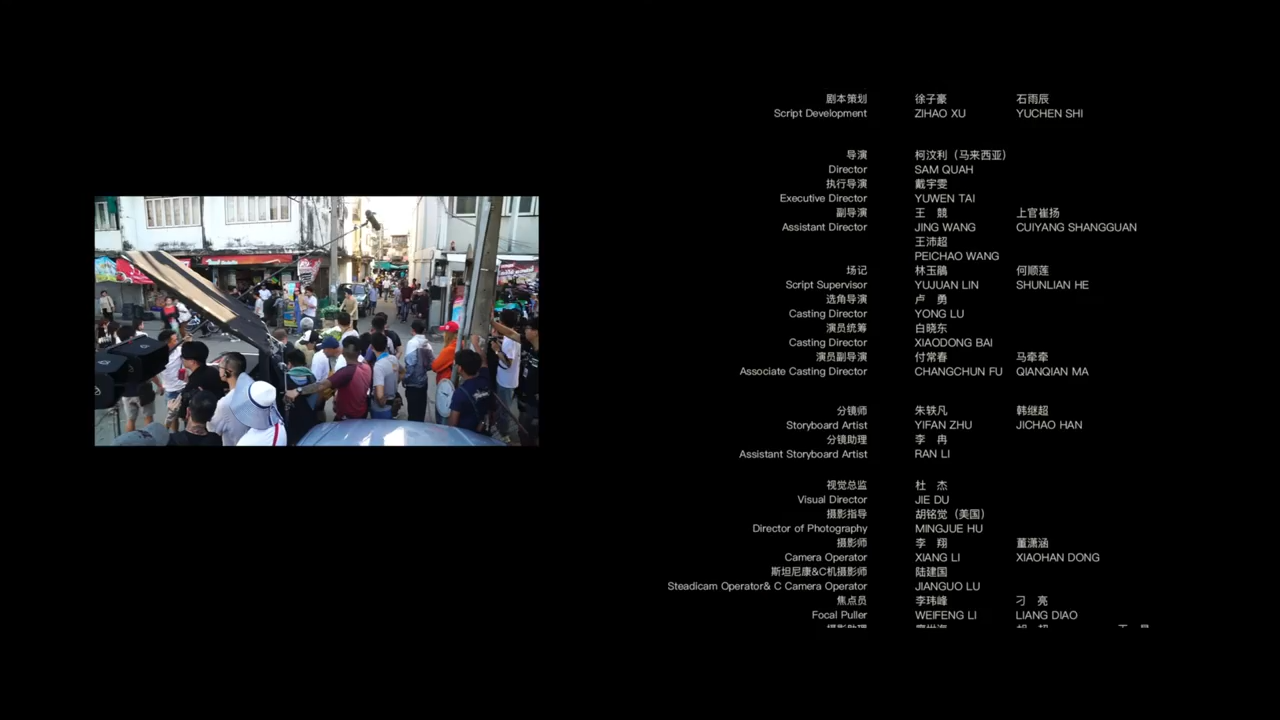 剧本策划 徐子豪 石雨辰
Script Development ZIHAO XU YUCHEN SHI
导演 柯汶利（马来西亚）
Director SAM QUAH
执行导演 戴宇雯
Executive Director YUWEN TAI
副导演 王 競 上官崔扬
Assistant Director JING WANG CUIYANG SHANGGUAN
王沛超
PEICHAO WANG
场记 林玉鹃 何顺莲
Script Supervisor YUJUAN LIN SHUNLIAN HE
选角导演 卢 勇
Casting Director YONG LU
演员统筹 白晓东
Casting Director XIAODONG BAI
演员副导演 付常春 马牵牵
Associate Casting Director CHANGCHUN FU QIANQIAN MA
分镜师 朱轶凡 韩继超
Storyboard Artist YIFAN ZHU JICHAO HAN
分镜助理 李 冉
Assistant Storyboard Artist RAN LI
视觉总监 杜 杰
Visual Director JIE DU
摄影指导 胡铭觉（美国）
Director of Photography MINGJUE HU
摄影师 李 翔 董潇涵
Camera Operator XIANG LI XIAOHAN DONG
斯坦尼康&C机摄影师 陆建国
Steadicam Operator& C Camera Operator JIANGUO LU
焦点员 李玮峰 刁 亮
Focal Puller WEIFENG LI LIANG DIAO